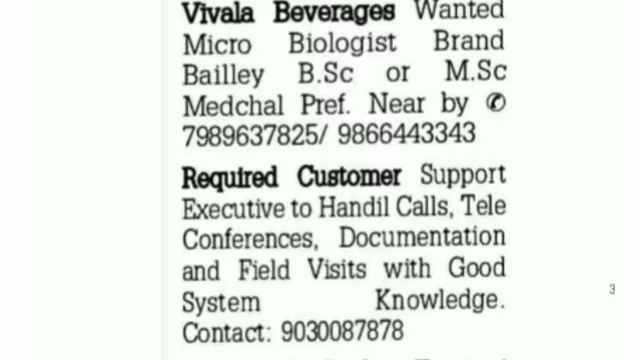 Vivala Beverages Wanted
Micro Biologist Brand
Bailley B.Sc or M.Sc
Medchal Pref. Near by ✆
7989637825/ 9866443343
Required Customer Support
Executive to Handil Calls, Tele
Conferences, Documentation
and Field Visits with Good
System Knowledge.
Contact: 9030087878
3